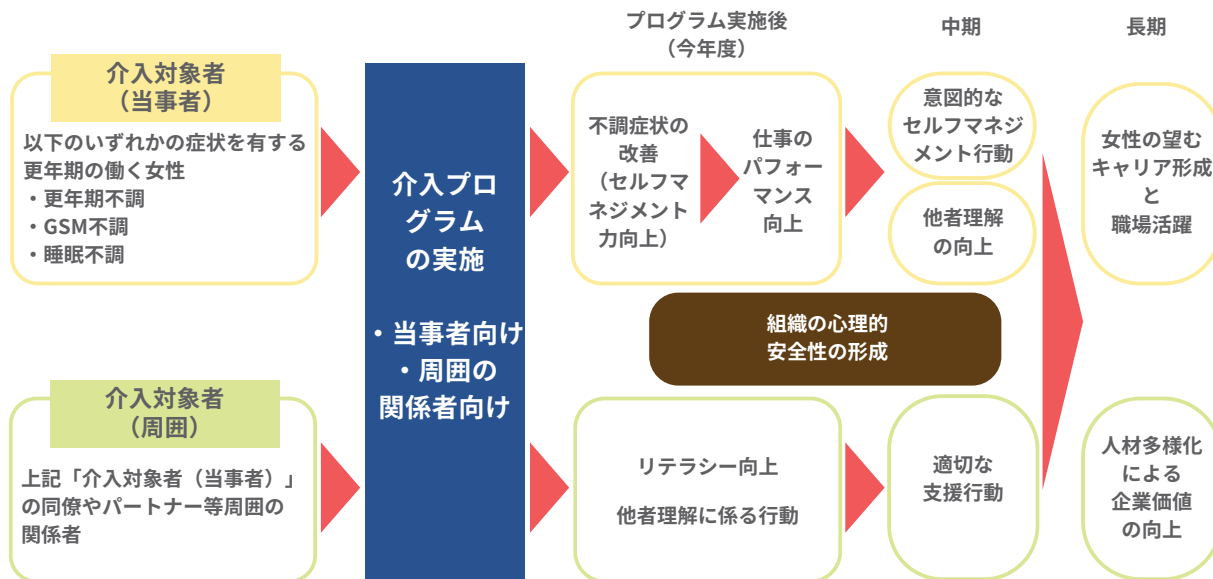 プログラム実施後
（今年度）
中期
長期
介入対象者
（当事者）
以下のいずれかの症状を有する
更年期の働く女性
・更年期不調
・GSM不調
・睡眠不調
介入プロ
グラム
の実施
・当事者向け
・周囲の
関係者向け
不調症状の
改善
（セルフマ
ネジメント
力向上）
仕事の
パフォー
マンス
向上
意図的な
セルフマネジ
メント行動
他者理解
の向上
女性の望む
キャリア形成
と
職場活躍
組織の心理的
安全性の形成
介入対象者
（周囲）
上記「介入対象者（当事者）」
の同僚やパートナー等周囲の
関係者
リテラシー向上
他者理解に係る行動
適切な
支援行動
人材多様化
による
企業価値
の向上